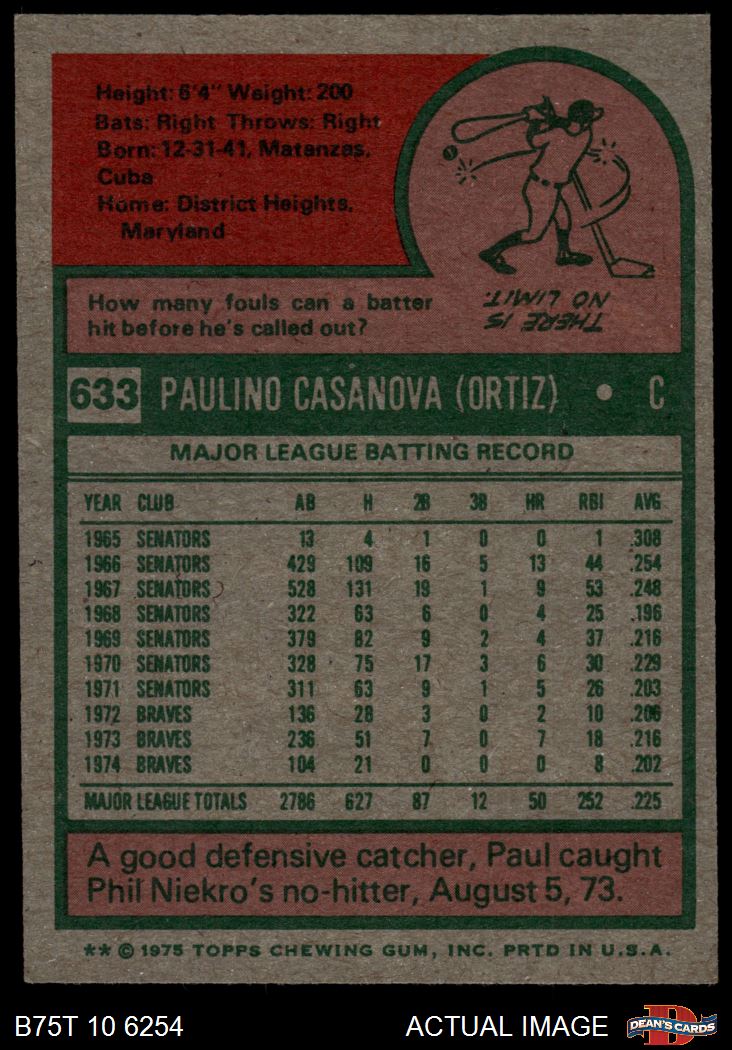 Height: 6'4" Weight: 200
Bats: Right Throws: Right
Born: 12-31-41, Matanzas,
Cuba
Home: District Heights,
Maryland
How many fouls can a batter
hit before he's called out?
THERE IS
NO LIMIT.
633 PAULINO CASANOVA (ORTIZ) • C
MAJOR LEAGUE BATTING RECORD
YEAR CLUB AB H 2B 3B HR RBI AVG
1965 SENATORS 13 4 1 0 0 1 .308
1966 SENATORS 429 109 16 5 13 44 .254
1967 SENATORS 528 131 19 1 9 53 .248
1968 SENATORS 322 63 6 0 4 25 .196
1969 SENATORS 379 82 9 2 4 37 .216
1970 SENATORS 328 75 17 3 6 30 .229
1971 SENATORS 311 63 9 1 5 26 .203
1972 BRAVES 136 28 3 0 2 10 .206
1973 BRAVES 236 51 7 0 7 18 .216
1974 BRAVES 104 21 0 0 0 8 .202
MAJOR LEAGUE TOTALS 2786 627 87 12 50 252 .225
A good defensive catcher, Paul caught
Phil Niekro's no-hitter, August 5, 73.
** © 1975 TOPPS CHEWING GUM, INC. PRTD IN U.S.A.
B75T 10 6254 ACTUAL IMAGE
DEAN'S CARDS